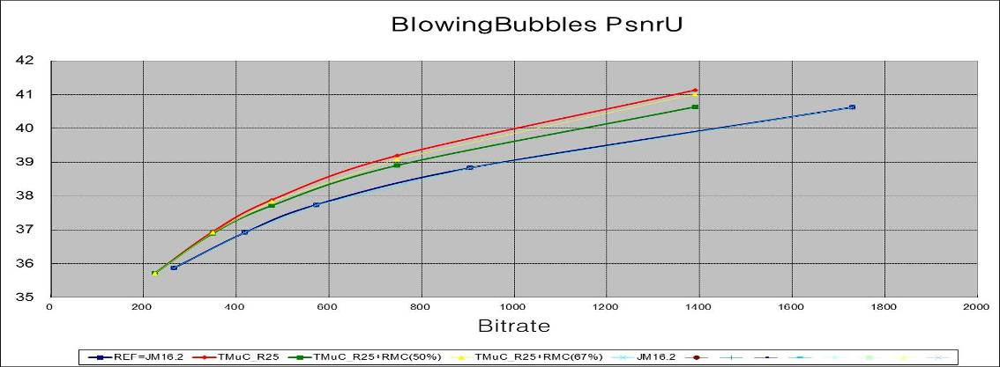 BlowingBubbles PsnrU
42
41
40
39
38
37
36
35
0 200 400 600 800 1000 1200 1400 1600 1800 2000
Bitrate
REF=JM16.2 TMuC_R25 TMuC_R25+RMC(50%) TMuC_R25+RMC(67%) JM16.2